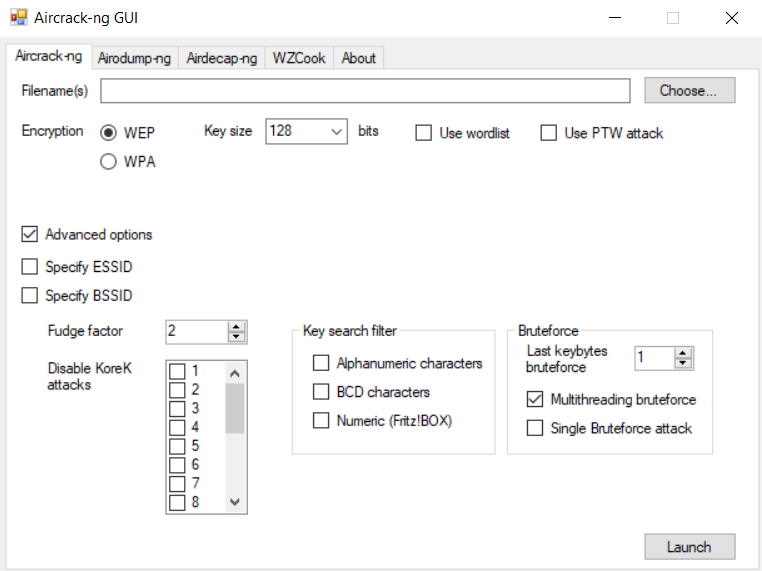 Aircrack-ng GUI
Aircrack-ng Airodump-ng Airdecap-ng WZCook About
Filename(s) Choose...
Encryption WEP Key size 128 bits Use wordlist Use PTW attack
WPA
Advanced options
Specify ESSID
Specify BSSID
Fudge factor 2
Disable KoreK
attacks
1
2
3
4
5
6
7
8
Key search filter
Alphanumeric characters
BCD characters
Numeric (Fritz!BOX)
Bruteforce
Last keybytes
bruteforce 1
Multithreading bruteforce
Single Bruteforce attack
Launch